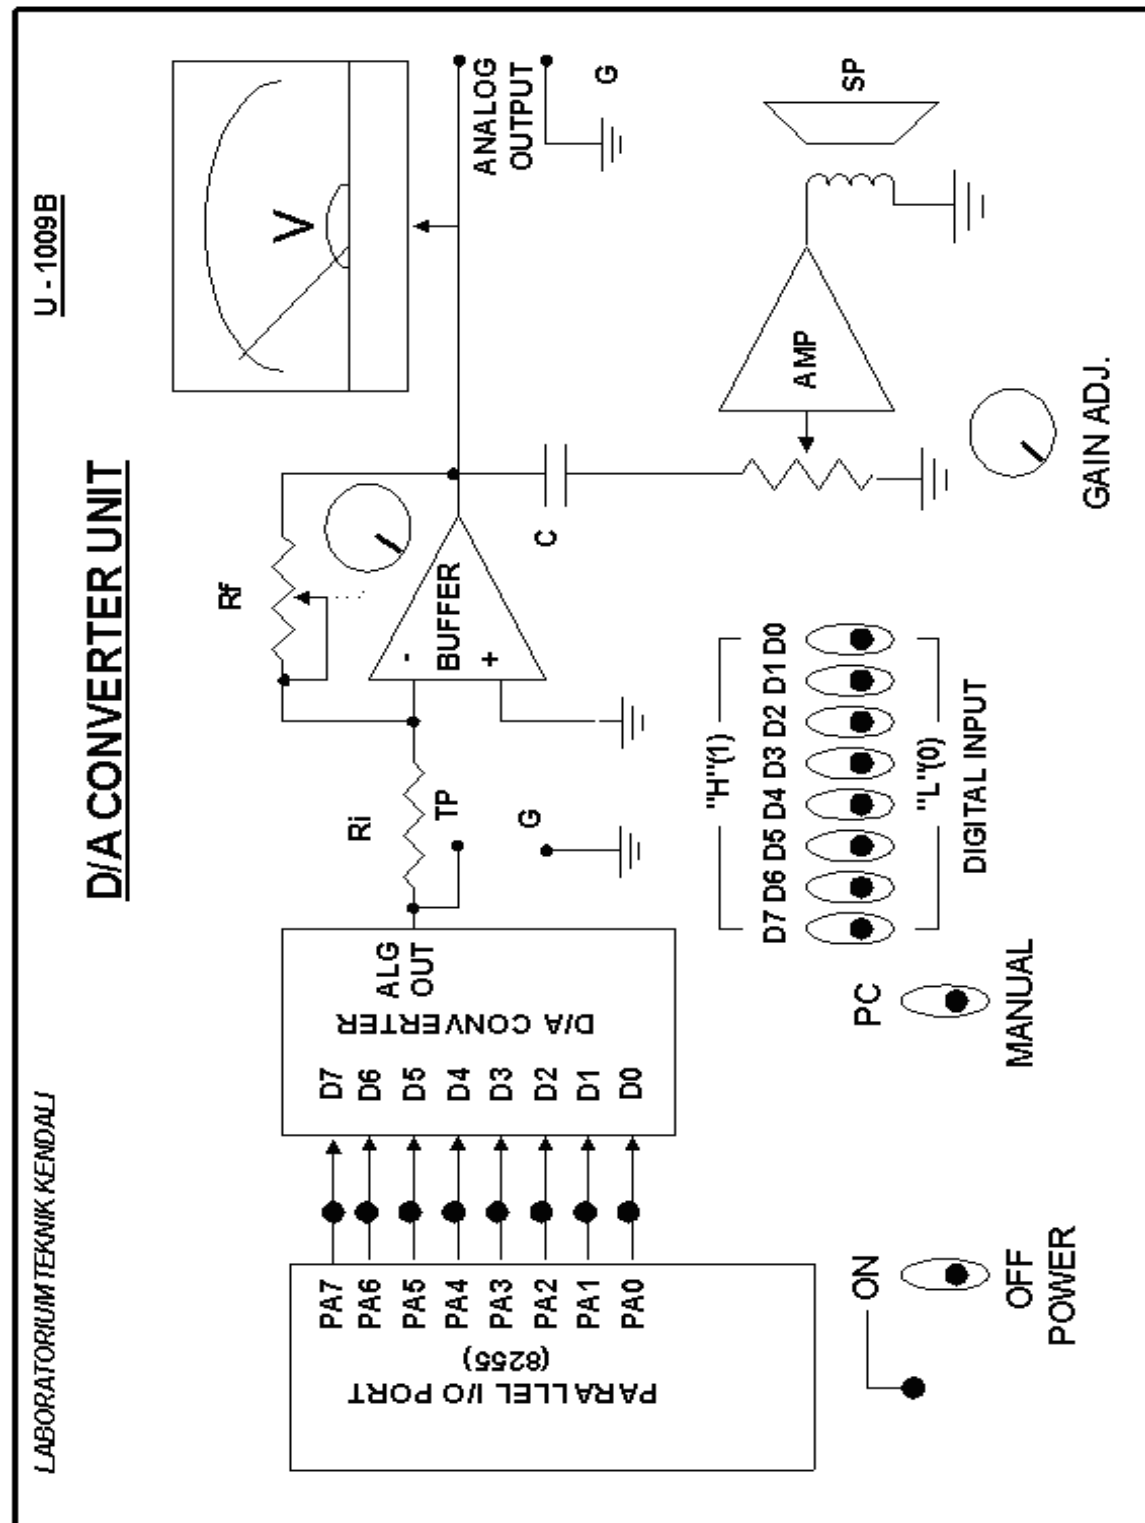 LABORATORIUM TEKNIK KENDALI
U - 1009B
D/A CONVERTER UNIT
PARALLEL I/O PORT
(8255)
PA7
PA6
PA5
PA4
PA3
PA2
PA1
PA0
D7
D6
D5
D4
D3
D2
D1
D0
D/A CONVERTER
ALG
OUT
Ri
TP
G
Rf
-
BUFFER
+
C
V
ANALOG
OUTPUT
G
AMP
SP
GAIN ADJ.
"H"(1)
D7 D6 D5 D4 D3 D2 D1 D0
"L"(0)
DIGITAL INPUT
PC
MANUAL
ON
OFF
POWER